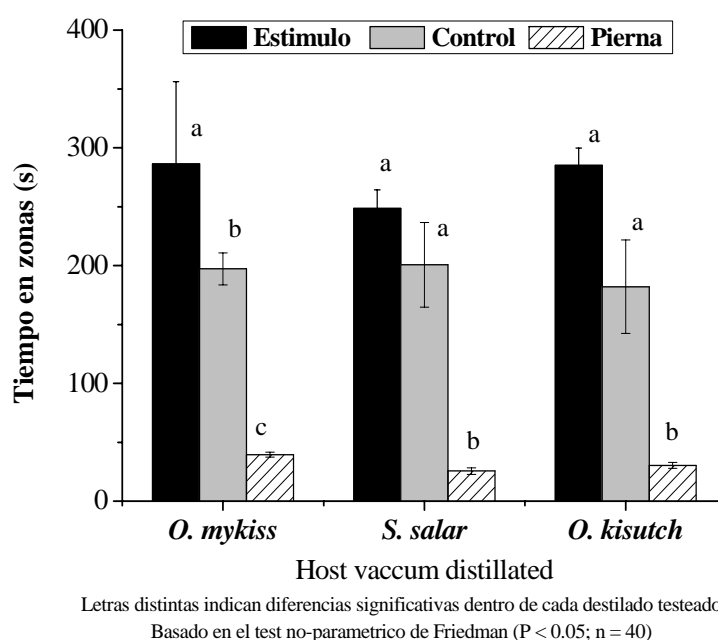 400
Estimulo Control Pierna
300
200
100
0
Tiempo en zonas (s)
a
b
c
a
a
b
a
a
b
O. mykiss S. salar O. kisutch
Host vaccum distillated
Letras distintas indican diferencias significativas dentro de cada destilado testeado
Basado en el test no-parametrico de Friedman (P < 0.05; n = 40)